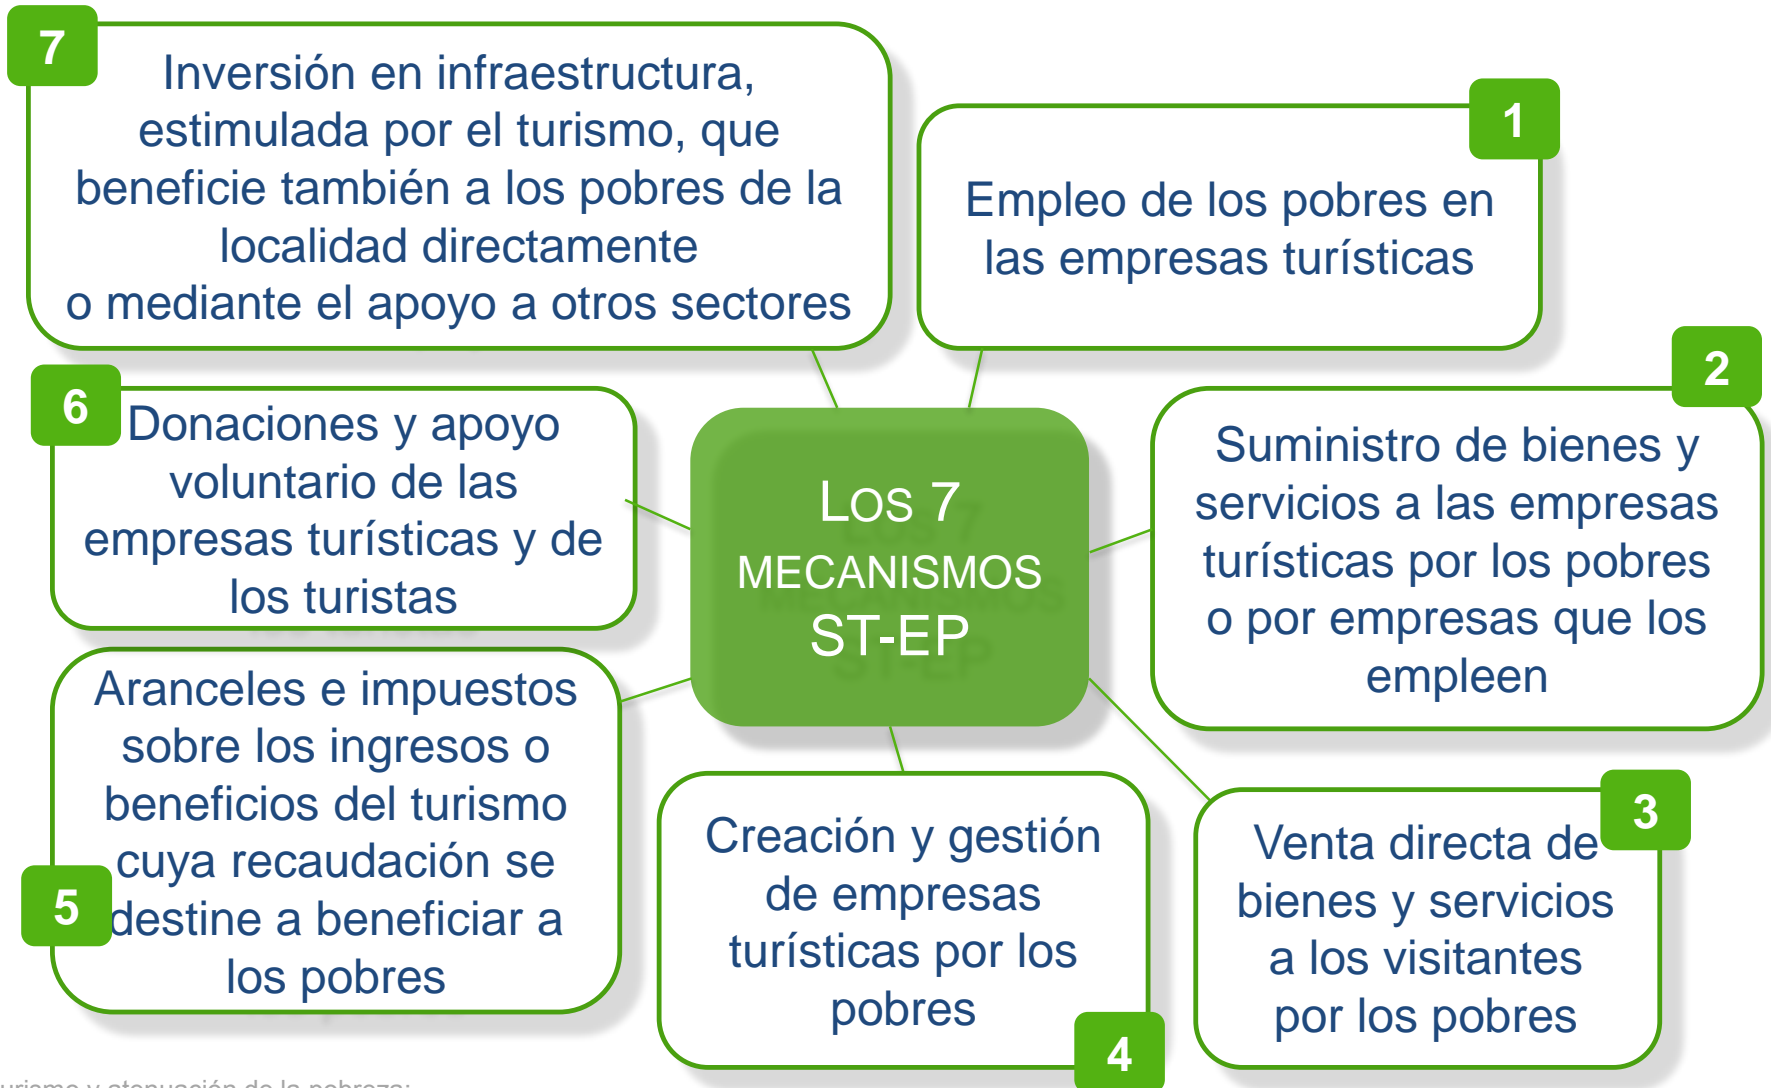 7
Inversión en infraestructura,
estimulada por el turismo, que
beneficie también a los pobres de la
localidad directamente
o mediante el apoyo a otros sectores
1
Empleo de los pobres en
las empresas turísticas
2
Suministro de bienes y
servicios a las empresas
turísticas por los pobres
o por empresas que los
empleen
6
Donaciones y apoyo
voluntario de las
empresas turísticas y de
los turistas
LOS 7
MECANISMOS
ST-EP
Aranceles e impuestos
sobre los ingresos o
beneficios del turismo
cuya recaudación se
5
destine a beneficiar a
los pobres
Creación y gestión
de empresas
turísticas por los
pobres
4
3
Venta directa de
bienes y servicios
a los visitantes
por los pobres
y atenuación de la pobreza: